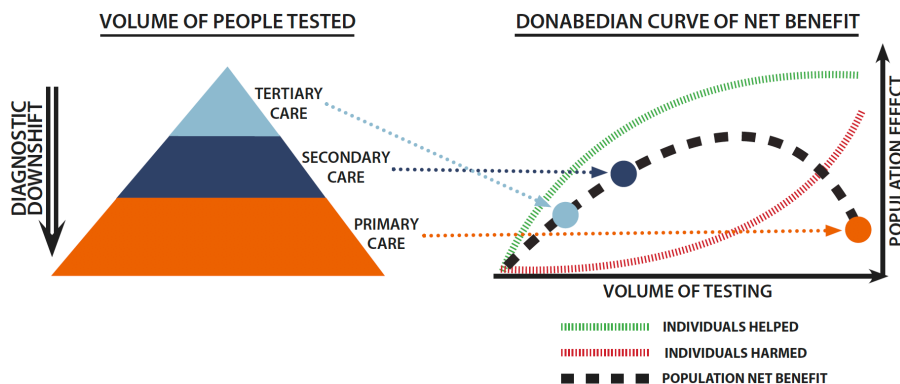 VOLUME OF PEOPLE TESTED
DONABEDIAN CURVE OF NET BENEFIT
DIAGNOSTIC
DOWNSHIFT
TERTIARY
CARE
SECONDARY
CARE
PRIMARY
CARE
POPULATION EFFECT
VOLUME OF TESTING
INDIVIDUALS HELPED
INDIVIDUALS HARMED
POPULATION NET BENEFIT